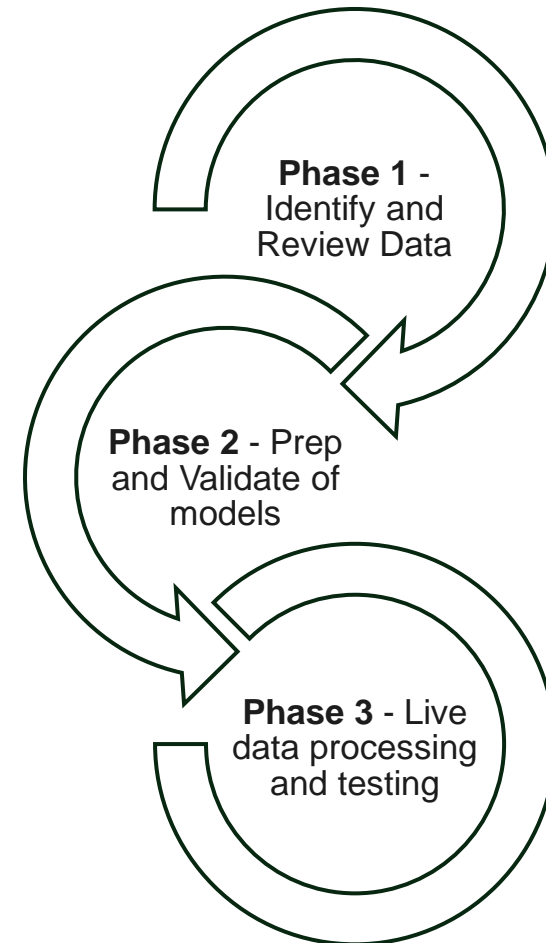 Phase 1 -
Identify and
Review Data
Phase 2 - Prep
and Validate of
models
Phase 3 - Live
data processing
and testing